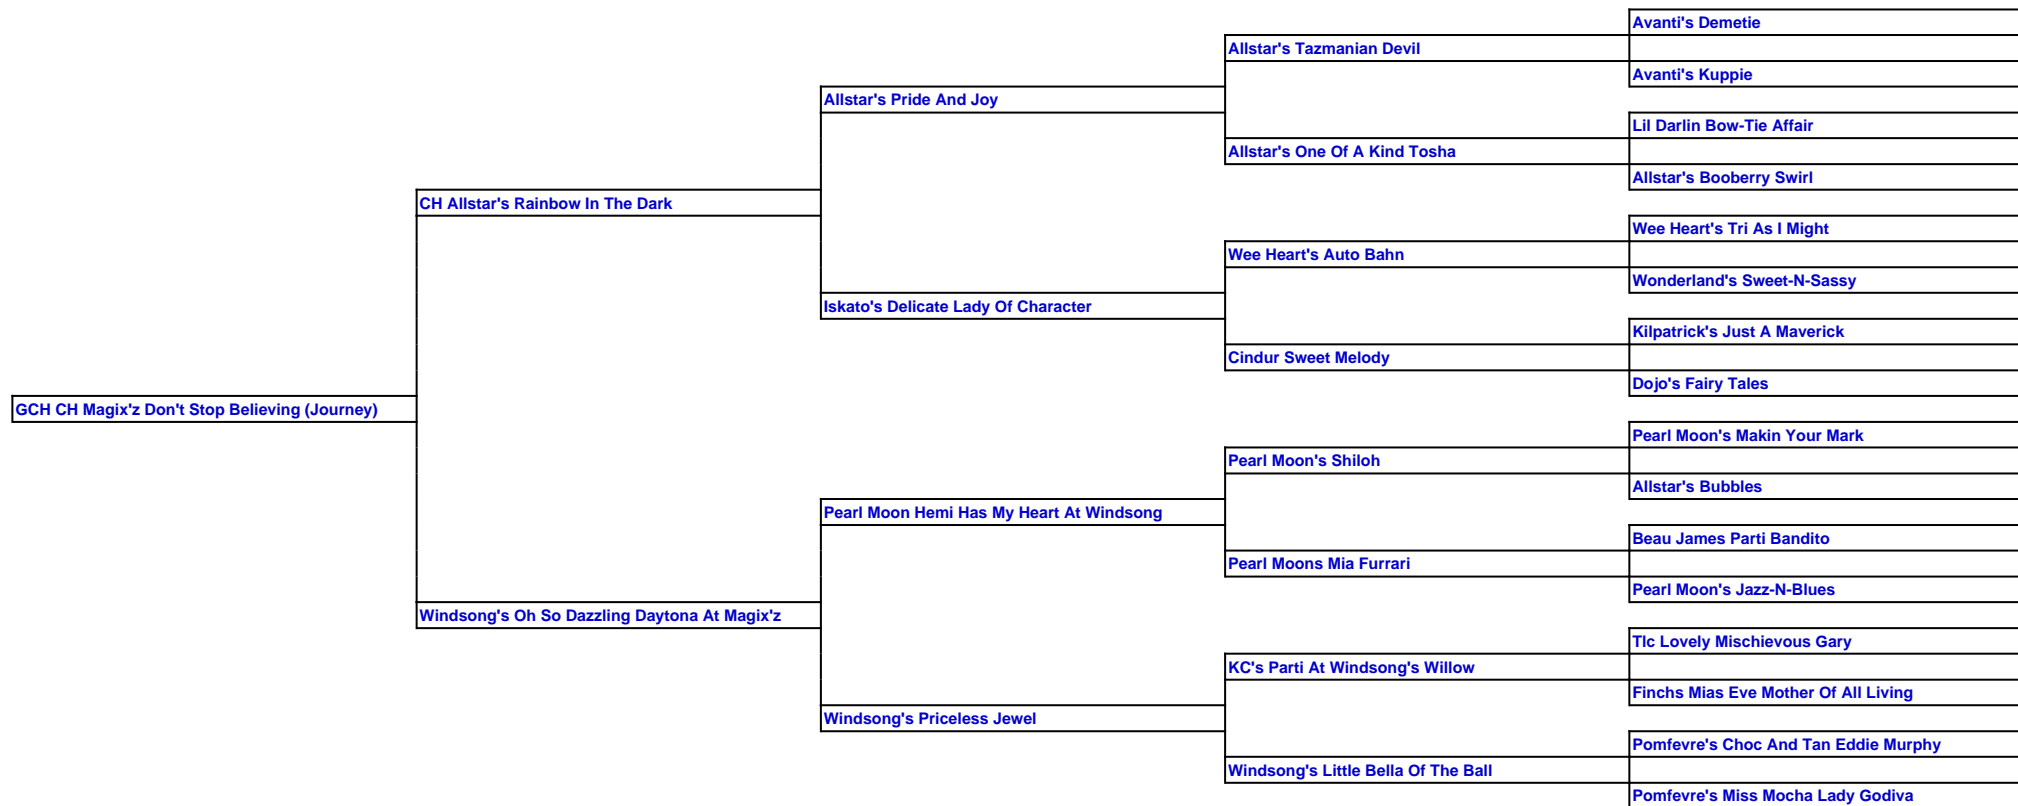 Avanti's Demetie
Allstar's Tazmanian Devil
Avanti's Kuppie
Allstar's Pride And Joy
Lil Darlin Bow-Tie Affair
Allstar's One Of A Kind Tosha
Allstar's Booberry Swirl
CH Allstar's Rainbow In The Dark
Wee Heart's Tri As I Might
Wee Heart's Auto Bahn
Wonderland's Sweet-N-Sassy
Iskato's Delicate Lady Of Character
Kilpatrick's Just A Maverick
Cindur Sweet Melody
Dojo's Fairy Tales
GCH CH Magix'z Don't Stop Believing (Journey)
Pearl Moon's Makin Your Mark
Pearl Moon's Shiloh
Allstar's Bubbles
Pearl Moon Hemi Has My Heart At Windsong
Beau James Parti Bandito
Pearl Moons Mia Furrari
Pearl Moon's Jazz-N-Blues
Windsong's Oh So Dazzling Daytona At Magix'z
Tlc Lovely Mischievous Gary
KC's Parti At Windsong's Willow
Finchs Mias Eve Mother Of All Living
Windsong's Priceless Jewel
Pomfevre's Choc And Tan Eddie Murphy
Windsong's Little Bella Of The Ball
Pomfevre's Miss Mocha Lady Godiva